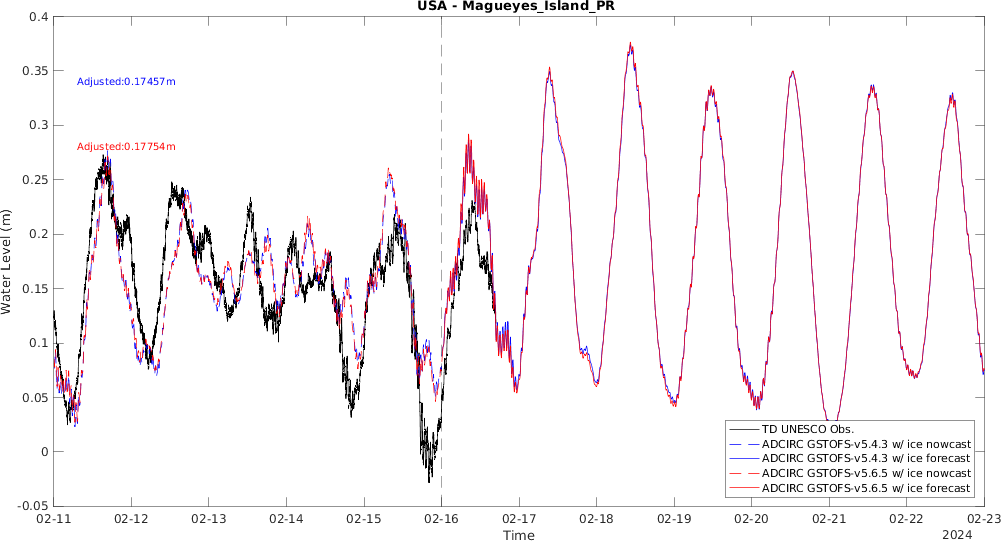 USA - Magueyes_Island_PR
0.4
0.35
0.3
0.25
0.2
0.15
0.1
0.05
0
-0.05
Water Level (m)
Adjusted:0.17457m
Adjusted:0.17754m
TD UNESCO Obs.
ADCIRC GSTOFS-v5.4.3 w/ ice nowcast
ADCIRC GSTOFS-v5.4.3 w/ ice forecast
ADCIRC GSTOFS-v5.6.5 w/ ice nowcast
ADCIRC GSTOFS-v5.6.5 w/ ice forecast
02-11 02-12 02-13 02-14 02-15 02-16 02-17 02-18 02-19 02-20 02-21 02-22 02-23
Time
2024